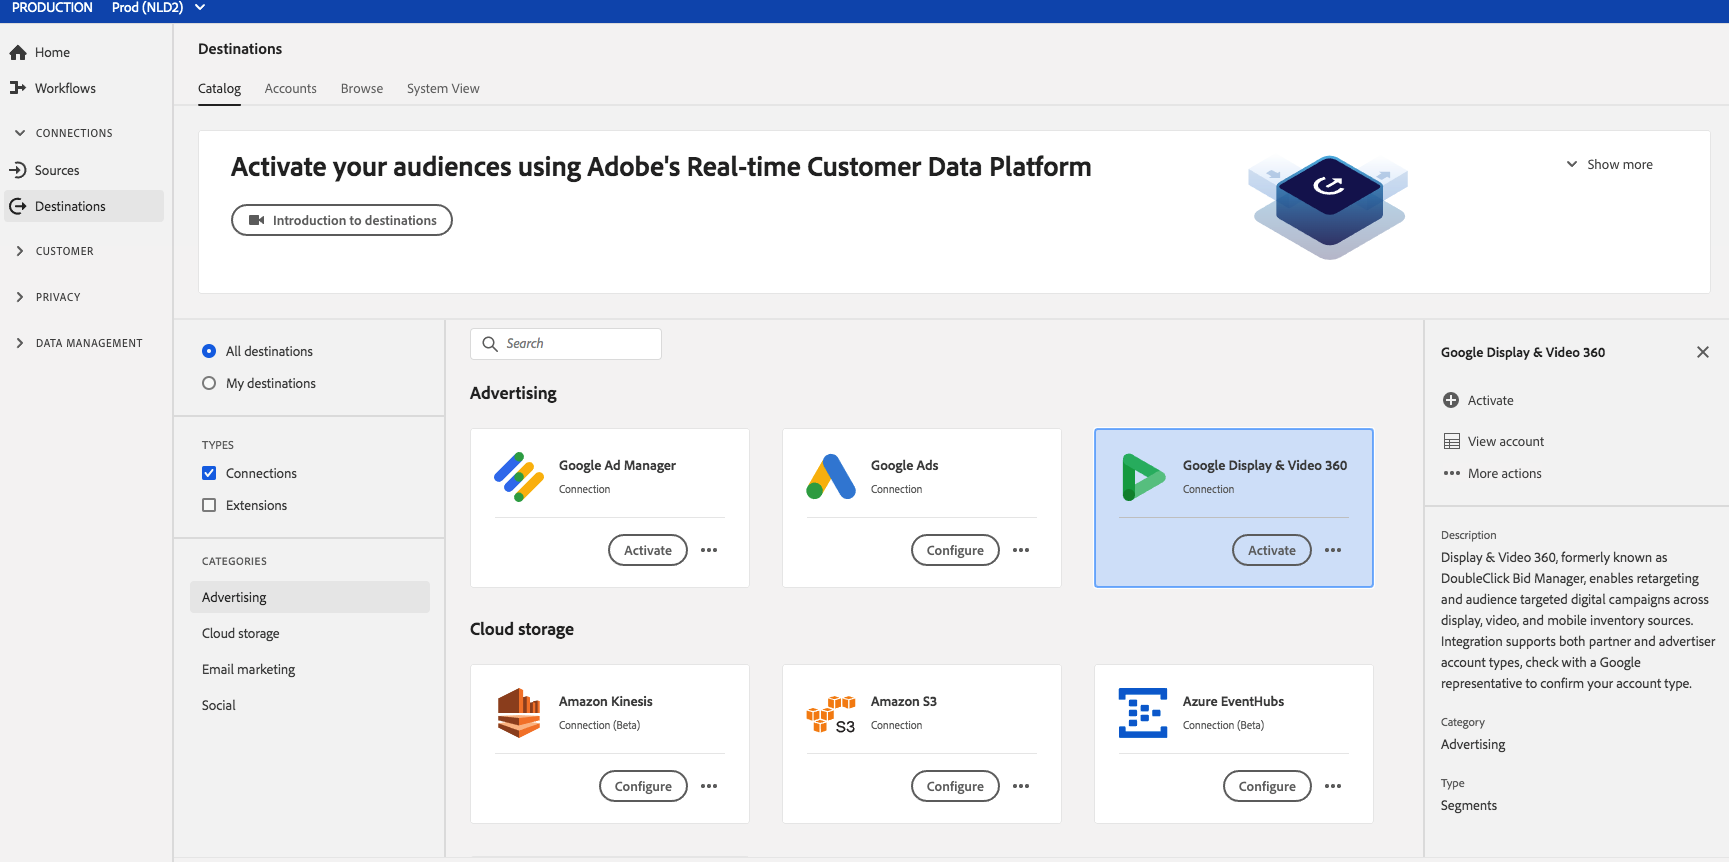 PRODUCTION Prod (NLD2)
Home
Workflows
CONNECTIONS
Sources
Destinations
CUSTOMER
PRIVACY
DATA MANAGEMENT
Destinations
Catalog Accounts Browse System View
Activate your audiences using Adobe's Real-time Customer Data Platform
Introduction to destinations
Show more
All destinations
My destinations
TYPES
Connections
Extensions
CATEGORIES
Advertising
Cloud storage
Email marketing
Social
Search
Advertising
Google Ad Manager
Connection
Activate
Google Ads
Connection
Configure
Google Display & Video 360
Connection
Activate
Cloud storage
Amazon Kinesis
Connection (Beta)
Configure
S3
Amazon S3
Connection
Configure
Azure EventHubs
Connection (Beta)
Configure
Google Display & Video 360
Activate
View account
More actions
Description
Display & Video 360, formerly known as
DoubleClick Bid Manager, enables retargeting
and audience targeted digital campaigns across
display, video, and mobile inventory sources.
Integration supports both partner and advertiser
account types, check with a Google
representative to confirm your account type.
Category
Advertising
Type
Segments